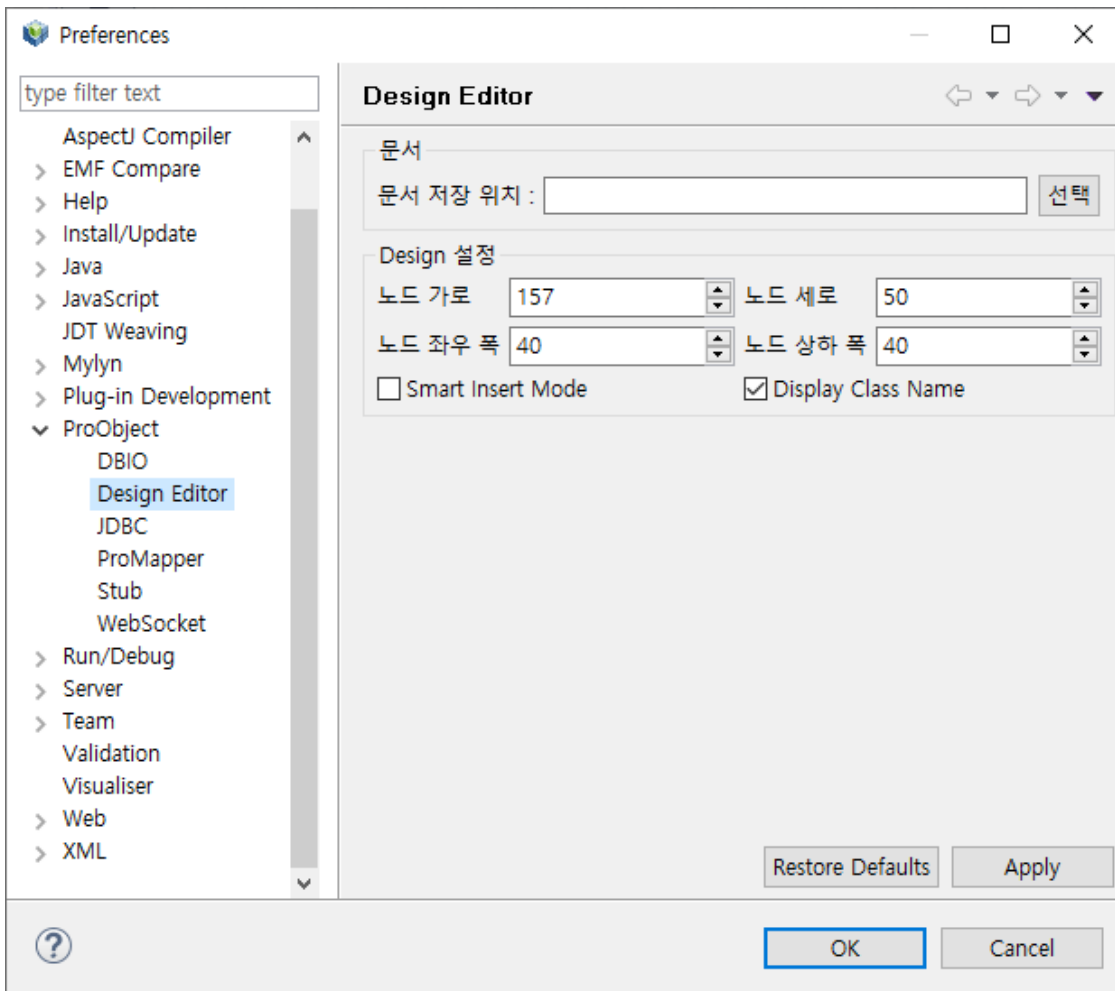 Preferences
type filter text
AspectJ Compiler
EMF Compare
Help
Install/Update
Java
JavaScript
JDT Weaving
Mylyn
Plug-in Development
ProObject
DBIO
Design Editor
JDBC
ProMapper
Stub
WebSocket
Run/Debug
Server
Team
Validation
Visualiser
Web
XML
Design Editor
문서
문서 저장 위치 : 선택
Design 설정
노드 가로 157 노드 세로 50
노드 좌우 폭 40 노드 상하 폭 40
Smart Insert Mode Display Class Name
Restore Defaults Apply
OK Cancel